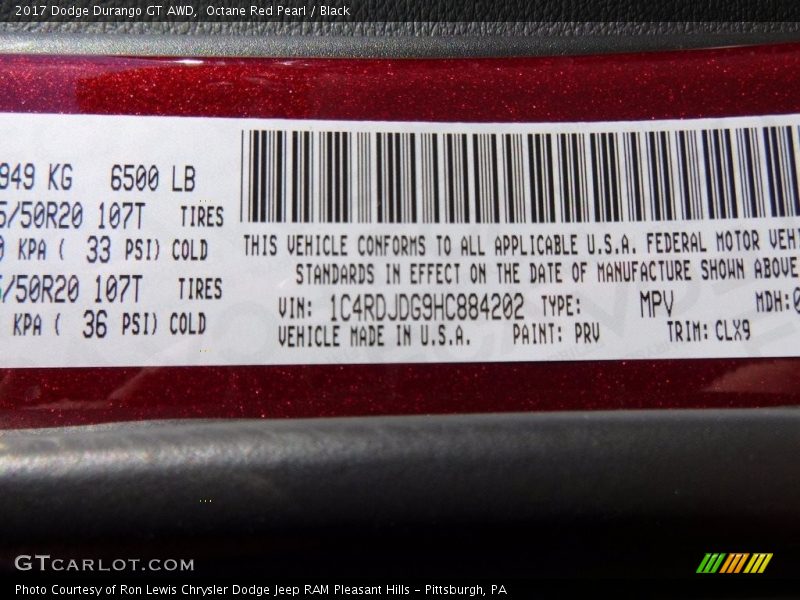 2017 Dodge Durango GT AWD, Octane Red Pearl / Black
949 KG 6500 LB
5/50R20 107T TIRES
0 KPA ( 33 PSI) COLD
5/50R20 107T TIRES
KPA ( 36 PSI) COLD
THIS VEHICLE CONFORMS TO ALL APPLICABLE U.S.A. FEDERAL MOTOR VEHI
STANDARDS IN EFFECT ON THE DATE OF MANUFACTURE SHOWN ABOVE
VIN: 1C4RDJDG9HC884202 TYPE: MPV MDH:0
VEHICLE MADE IN U.S.A. PAINT: PRV TRIM: CLX9
GTCARLOT.COM
Photo Courtesy of Ron Lewis Chrysler Dodge Jeep RAM Pleasant Hills - Pittsburgh, PA